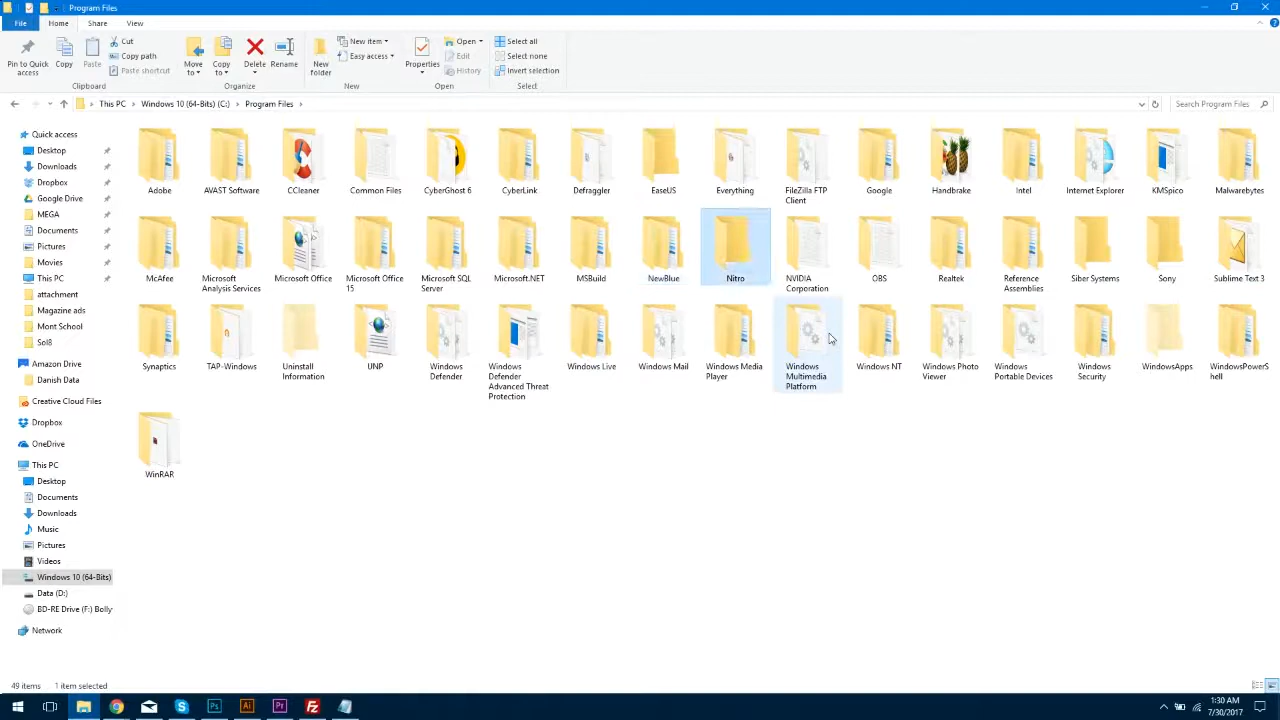 Program Files
File Home Share View
Pin to Quick access
Copy
Paste
Cut
Copy path
Paste shortcut
Clipboard
Move to
Copy to
Delete
Rename
Organize
New folder
New item
Easy access
New
Properties
Open
Edit
History
Open
Select all
Select none
Invert selection
Select
This PC > Windows 10 (64-Bits) (C:) > Program Files >
Search Program Files
Quick access
Desktop
Downloads
Dropbox
Google Drive
MEGA
Documents
Pictures
Movies
This PC
attachment
Magazine ads
Mont School
Sol8
Amazon Drive
Danish Data
Creative Cloud Files
Dropbox
OneDrive
This PC
Desktop
Documents
Downloads
Music
Pictures
Videos
Windows 10 (64-Bits)
Data (D:)
BD-RE Drive (F:) Bolly
Network
Adobe
AVAST Software
CCleaner
Common Files
CyberGhost 6
CyberLink
Defraggler
EaseUS
Everything
FileZilla FTP Client
Google
Handbrake
Intel
Internet Explorer
KMSpico
Malwarebytes
McAfee
Microsoft Analysis Services
Microsoft Office
Microsoft Office 15
Microsoft SQL Server
Microsoft.NET
MSBuild
NewBlue
Nitro
NVIDIA Corporation
OBS
Realtek
Reference Assemblies
Siber Systems
Sony
Sublime Text 3
Synaptics
TAP-Windows
Uninstall Information
UNP
Windows Defender
Windows Defender Advanced Threat Protection
Windows Live
Windows Mail
Windows Media Player
Windows Multimedia Platform
Windows NT
Windows Photo Viewer
Windows Portable Devices
Windows Security
WindowsApps
WindowsPowerShell
WinRAR
49 items 1 item selected
Ps
Ai
Pr
Fz
1:30 AM
7/30/2017